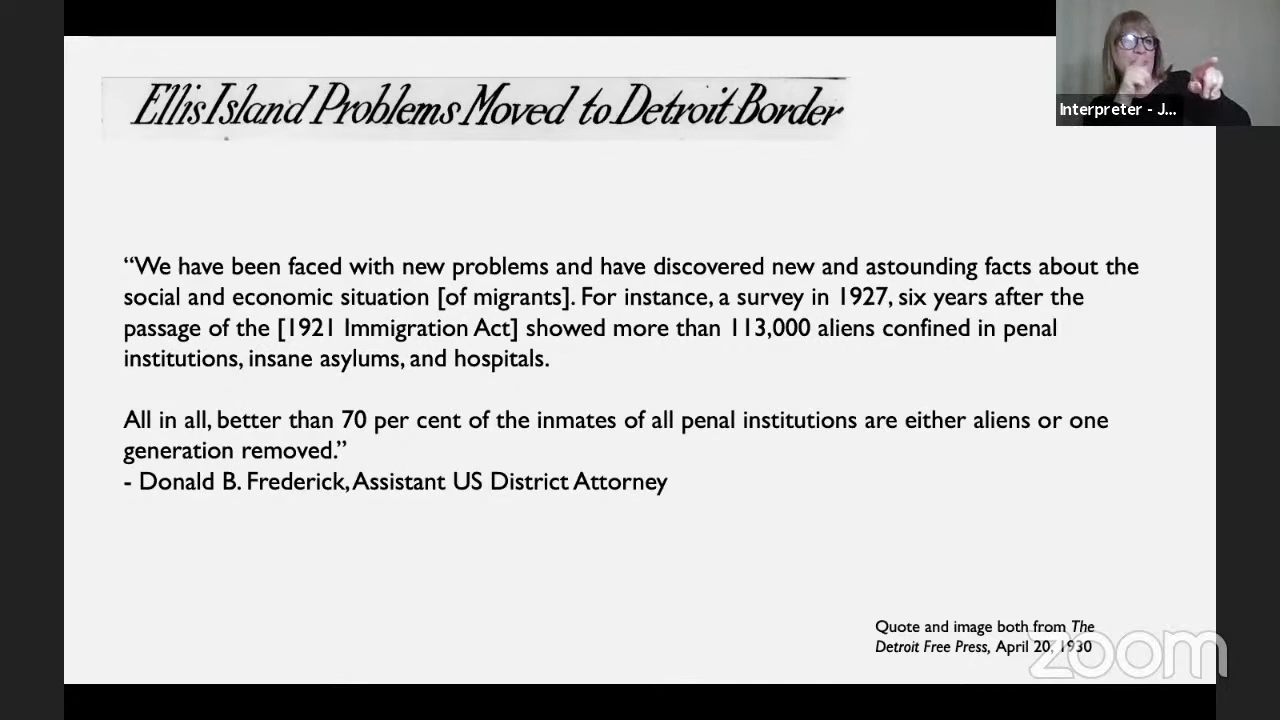 Ellis Island Problems Moved to Detroit Border
Interpreter - J...
“We have been faced with new problems and have discovered new and astounding facts about the
social and economic situation [of migrants]. For instance, a survey in 1927, six years after the
passage of the [1921 Immigration Act] showed more than 113,000 aliens confined in penal
institutions, insane asylums, and hospitals.
All in all, better than 70 per cent of the inmates of all penal institutions are either aliens or one
generation removed.”
- Donald B. Frederick, Assistant US District Attorney
Quote and image both from The
Detroit Free Press, April 20, 1930
zoom